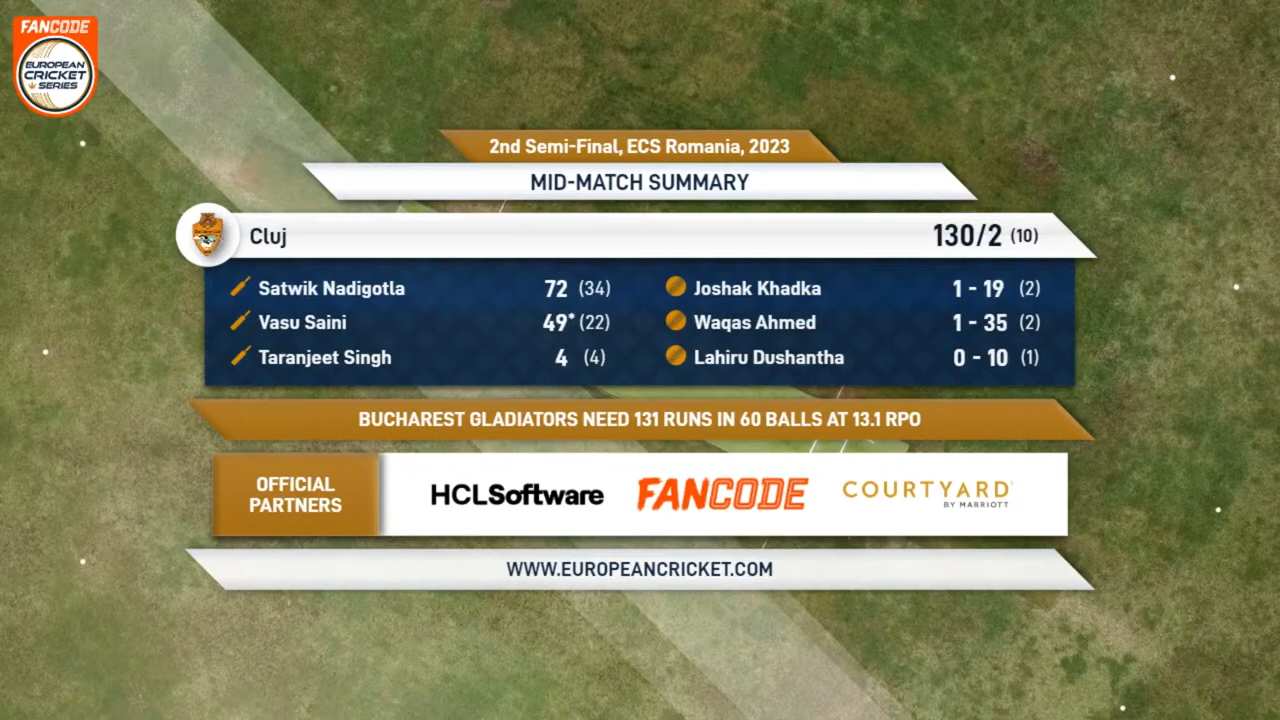 FANCODE
EUROPEAN
CRICKET
SERIES
2nd Semi-Final, ECS Romania, 2023
MID-MATCH SUMMARY
Cluj 130/2 (10)
Satwik Nadigotla 72 (34) Joshak Khadka 1 - 19 (2)
Vasu Saini 49* (22) Waqas Ahmed 1 - 35 (2)
Taranjeet Singh 4 (4) Lahiru Dushantha 0 - 10 (1)
BUCHAREST GLADIATORS NEED 131 RUNS IN 60 BALLS AT 13.1 RPO
OFFICIAL
PARTNERS
HCLSoftware FANCODE COURTYARD
BY MARRIOTT
WWW.EUROPEANCRICKET.COM